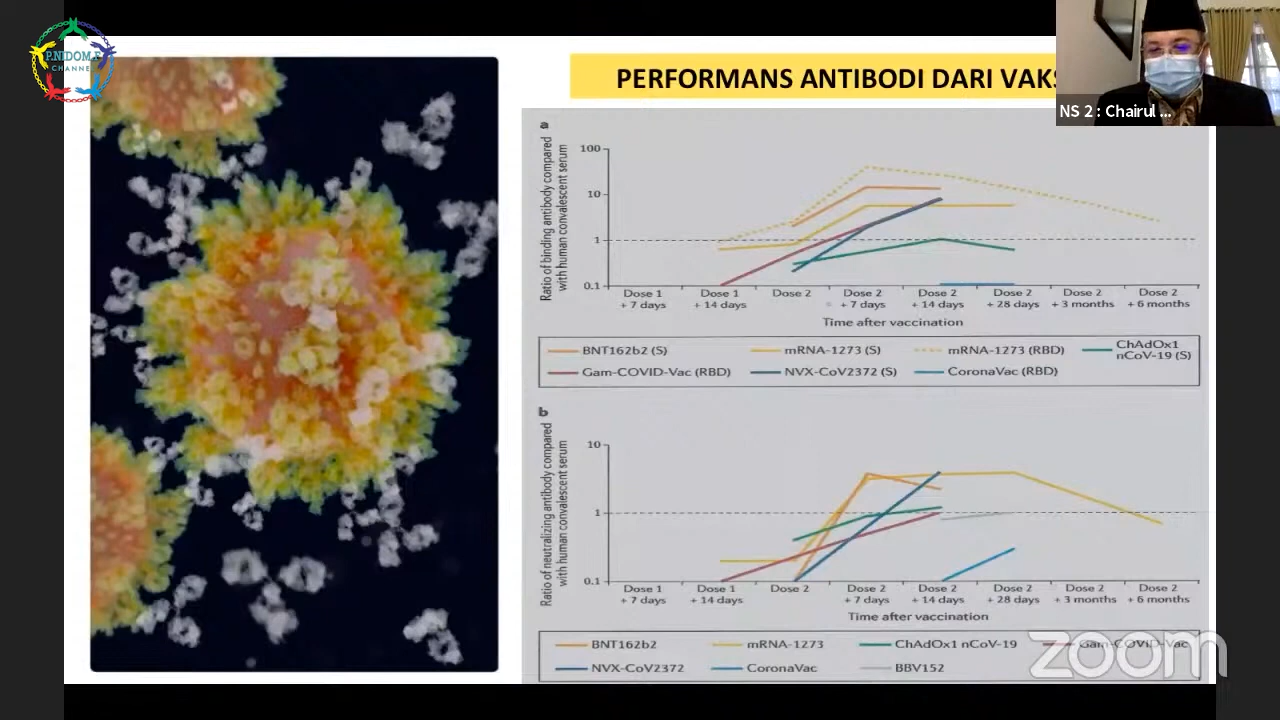 P.NIDOM.F
CHANNEL
PERFORMANS ANTIBODI DARI VAKS
NS 2 : Chairul ...
a
Ratio of binding antibody compared
with human convalescent serum
100
10
1
0.1
Dose 1
+ 7 days
Dose 1
+ 14 days
Dose 2
Dose 2
+ 7 days
Dose 2
+ 14 days
Dose 2
+ 28 days
Dose 2
+ 3 months
Dose 2
+ 6 months
Time after vaccination
BNT162b2 (S)
mRNA-1273 (S)
mRNA-1273 (RBD)
ChAdOx1
nCoV-19 (S)
Gam-COVID-Vac (RBD)
NVX-CoV2372 (S)
CoronaVac (RBD)
b
Ratio of neutralizing antibody compared
with human convalescent serum
10
1
0.1
Dose 1
+ 7 days
Dose 1
+ 14 days
Dose 2
Dose 2
+ 7 days
Dose 2
+ 14 days
Dose 2
+ 28 days
Dose 2
+ 3 months
Dose 2
+ 6 months
Time after vaccination
BNT162b2
mRNA-1273
ChAdOx1 nCoV-19
Gam-COVID-Vac
NVX-CoV2372
CoronaVac
BBV152
zoom